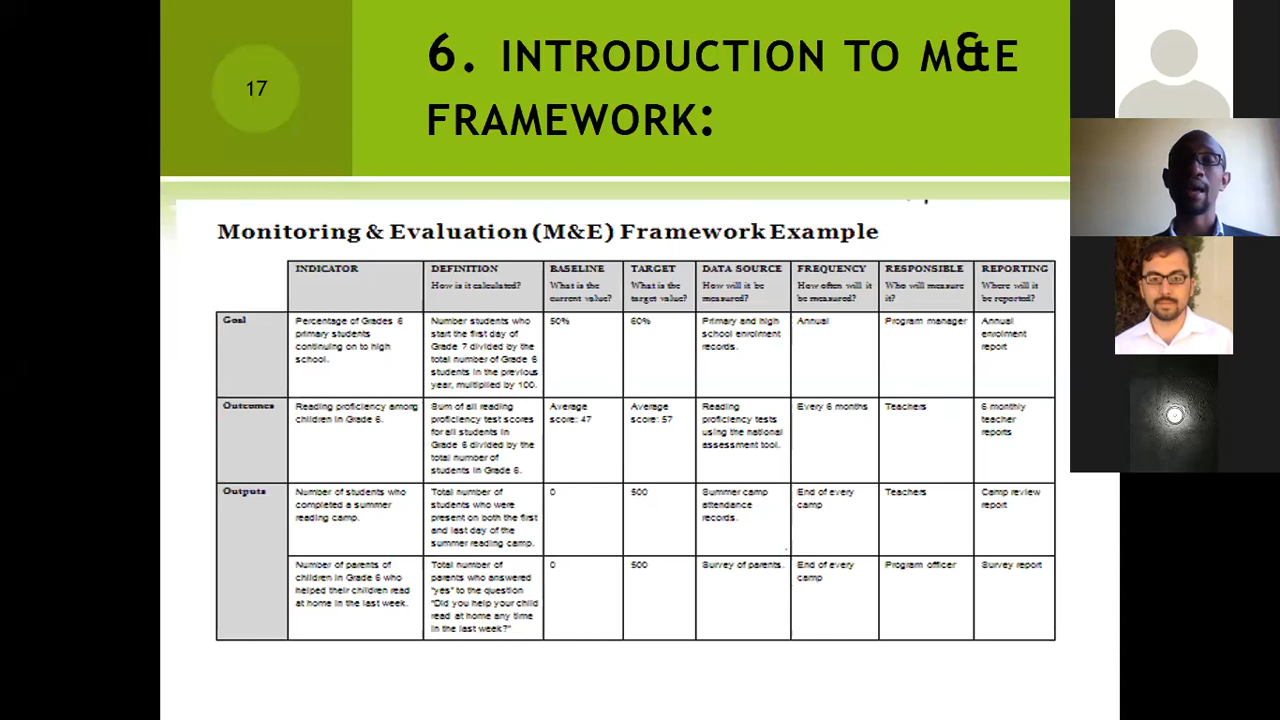 17
6. INTRODUCTION TO M&E
FRAMEWORK:
Monitoring & Evaluation (M&E) Framework Example
INDICATOR
DEFINITION
How is it calculated?
BASELINE
What is the
current value?
TARGET
What is the
target value?
DATA SOURCE
How will it be
measured?
FREQUENCY
How often will it
be measured?
RESPONSIBLE
Who will measure
it?
REPORTING
Where will it
be reported?
Goal
Percentage of Grades 6
primary students
continuing on to high
school.
Number students who
start the first day of
Grade 7 divided by the
total number of Grade 6
students in the previous
year, multiplied by 100.
50%
60%
Primary and high
school enrolment
records.
Annual
Program manager
Annual
enrolment
report
Outcomes
Reading proficiency among
children in Grade 6.
Sum of all reading
proficiency test scores
for all students in
Grade 6 divided by the
total number of
students in Grade 6.
Average
score: 47
Average
score: 57
Reading
proficiency tests
using the national
assessment tool.
Every 6 months
Teachers
6 monthly
teacher
reports
Outputs
Number of students who
completed a summer
reading camp.
Total number of
students who were
present on both the first
and last day of the
summer reading camp.
0
500
Summer camp
attendance
records.
End of every
camp
Teachers
Camp review
report
Number of parents of
children in Grade 6 who
helped their children read
at home in the last week.
Total number of
parents who answered
"yes" to the question
"Did you help your child
read at home any time
in the last week?"
0
500
Survey of parents.
End of every
camp
Program officer
Survey report